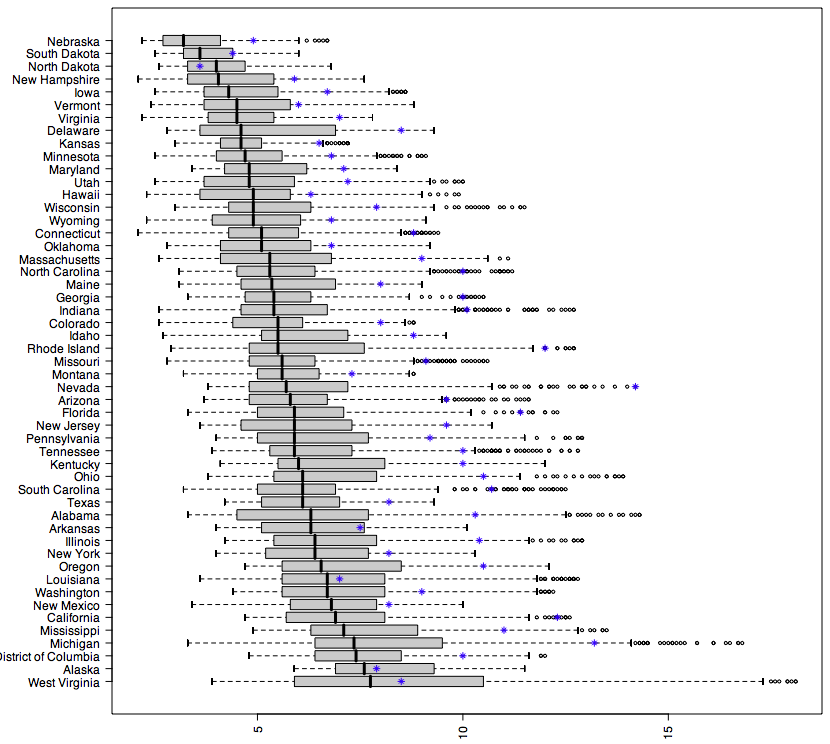 Nebraska
South Dakota
North Dakota
New Hampshire
Iowa
Vermont
Virginia
Delaware
Kansas
Minnesota
Maryland
Utah
Hawaii
Wisconsin
Wyoming
Connecticut
Oklahoma
Massachusetts
North Carolina
Maine
Georgia
Indiana
Colorado
Idaho
Rhode Island
Missouri
Montana
Nevada
Arizona
Florida
New Jersey
Pennsylvania
Tennessee
Kentucky
Ohio
South Carolina
Texas
Alabama
Arkansas
Illinois
New York
Oregon
Louisiana
Washington
New Mexico
California
Mississippi
Michigan
District of Columbia
Alaska
West Virginia
5
10
15